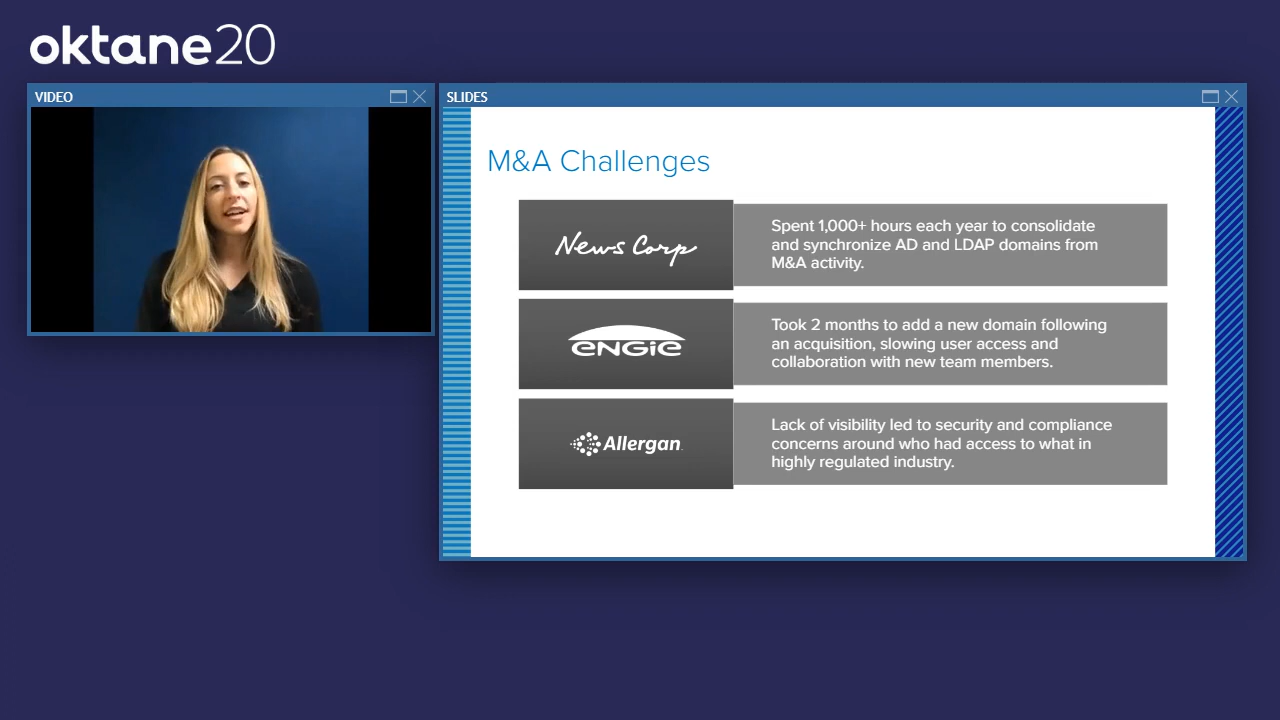 oktane20
VIDEO
SLIDES
M&A Challenges
News Corp
Spent 1,000+ hours each year to consolidate
and synchronize AD and LDAP domains from
M&A activity.
ENGIE
Took 2 months to add a new domain following
an acquisition, slowing user access and
collaboration with new team members.
Allergan
Lack of visibility led to security and compliance
concerns around who had access to what in
highly regulated industry.